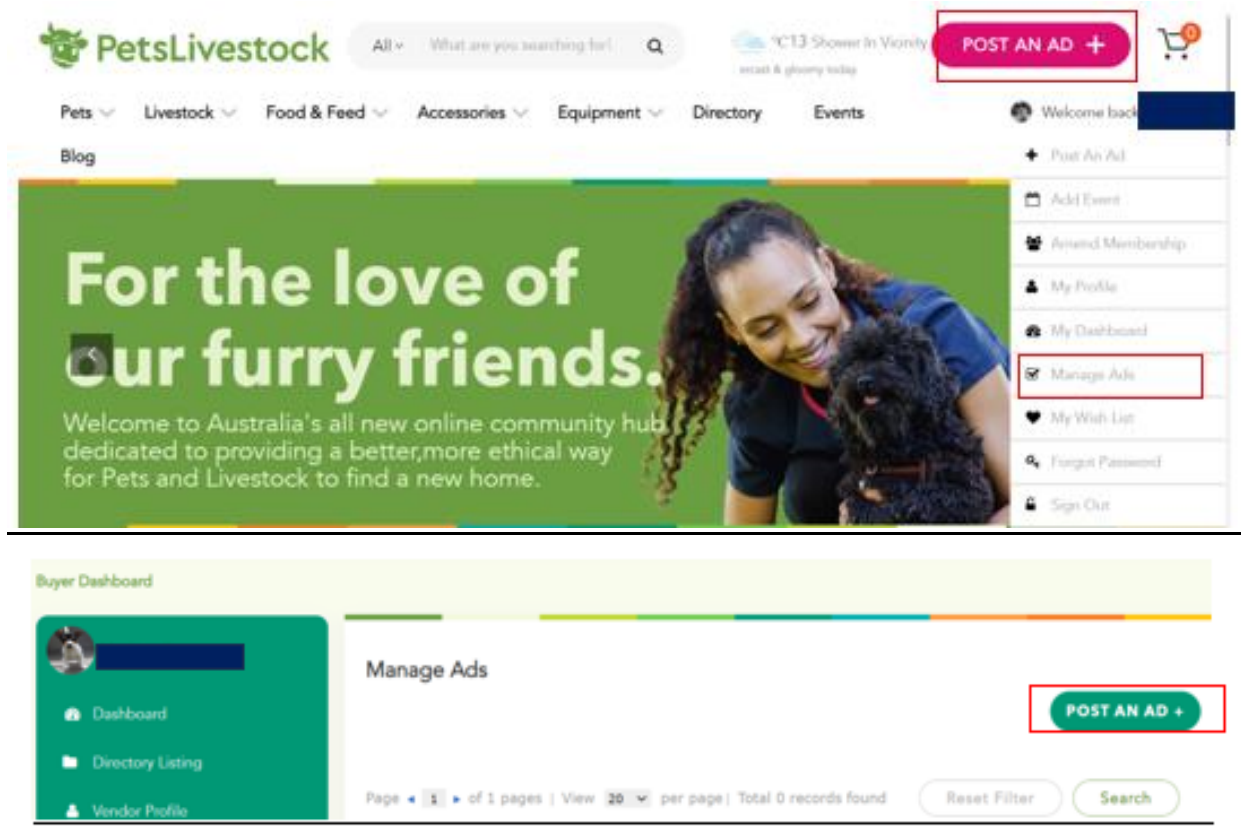 PetsLivestock
All
What are you searching for?
°C13 Shower In Vicinity
ercast & gloomy today
POST AN AD +
0
Pets
Livestock
Food & Feed
Accessories
Equipment
Directory
Events
Blog
Welcome back
Post An Ad
Add Event
Amend Membership
My Profile
My Dashboard
Manage Ads
My Wish List
Forgot Password
Sign Out
For the love of
our furry friends.
Welcome to Australia's all new online community hub
dedicated to providing a better,more ethical way
for Pets and Livestock to find a new home.
Buyer Dashboard
Dashboard
Directory Listing
Vendor Profile
Manage Ads
POST AN AD +
Page 1 of 1 pages | View 20 per page| Total 0 records found
Reset Filter
Search